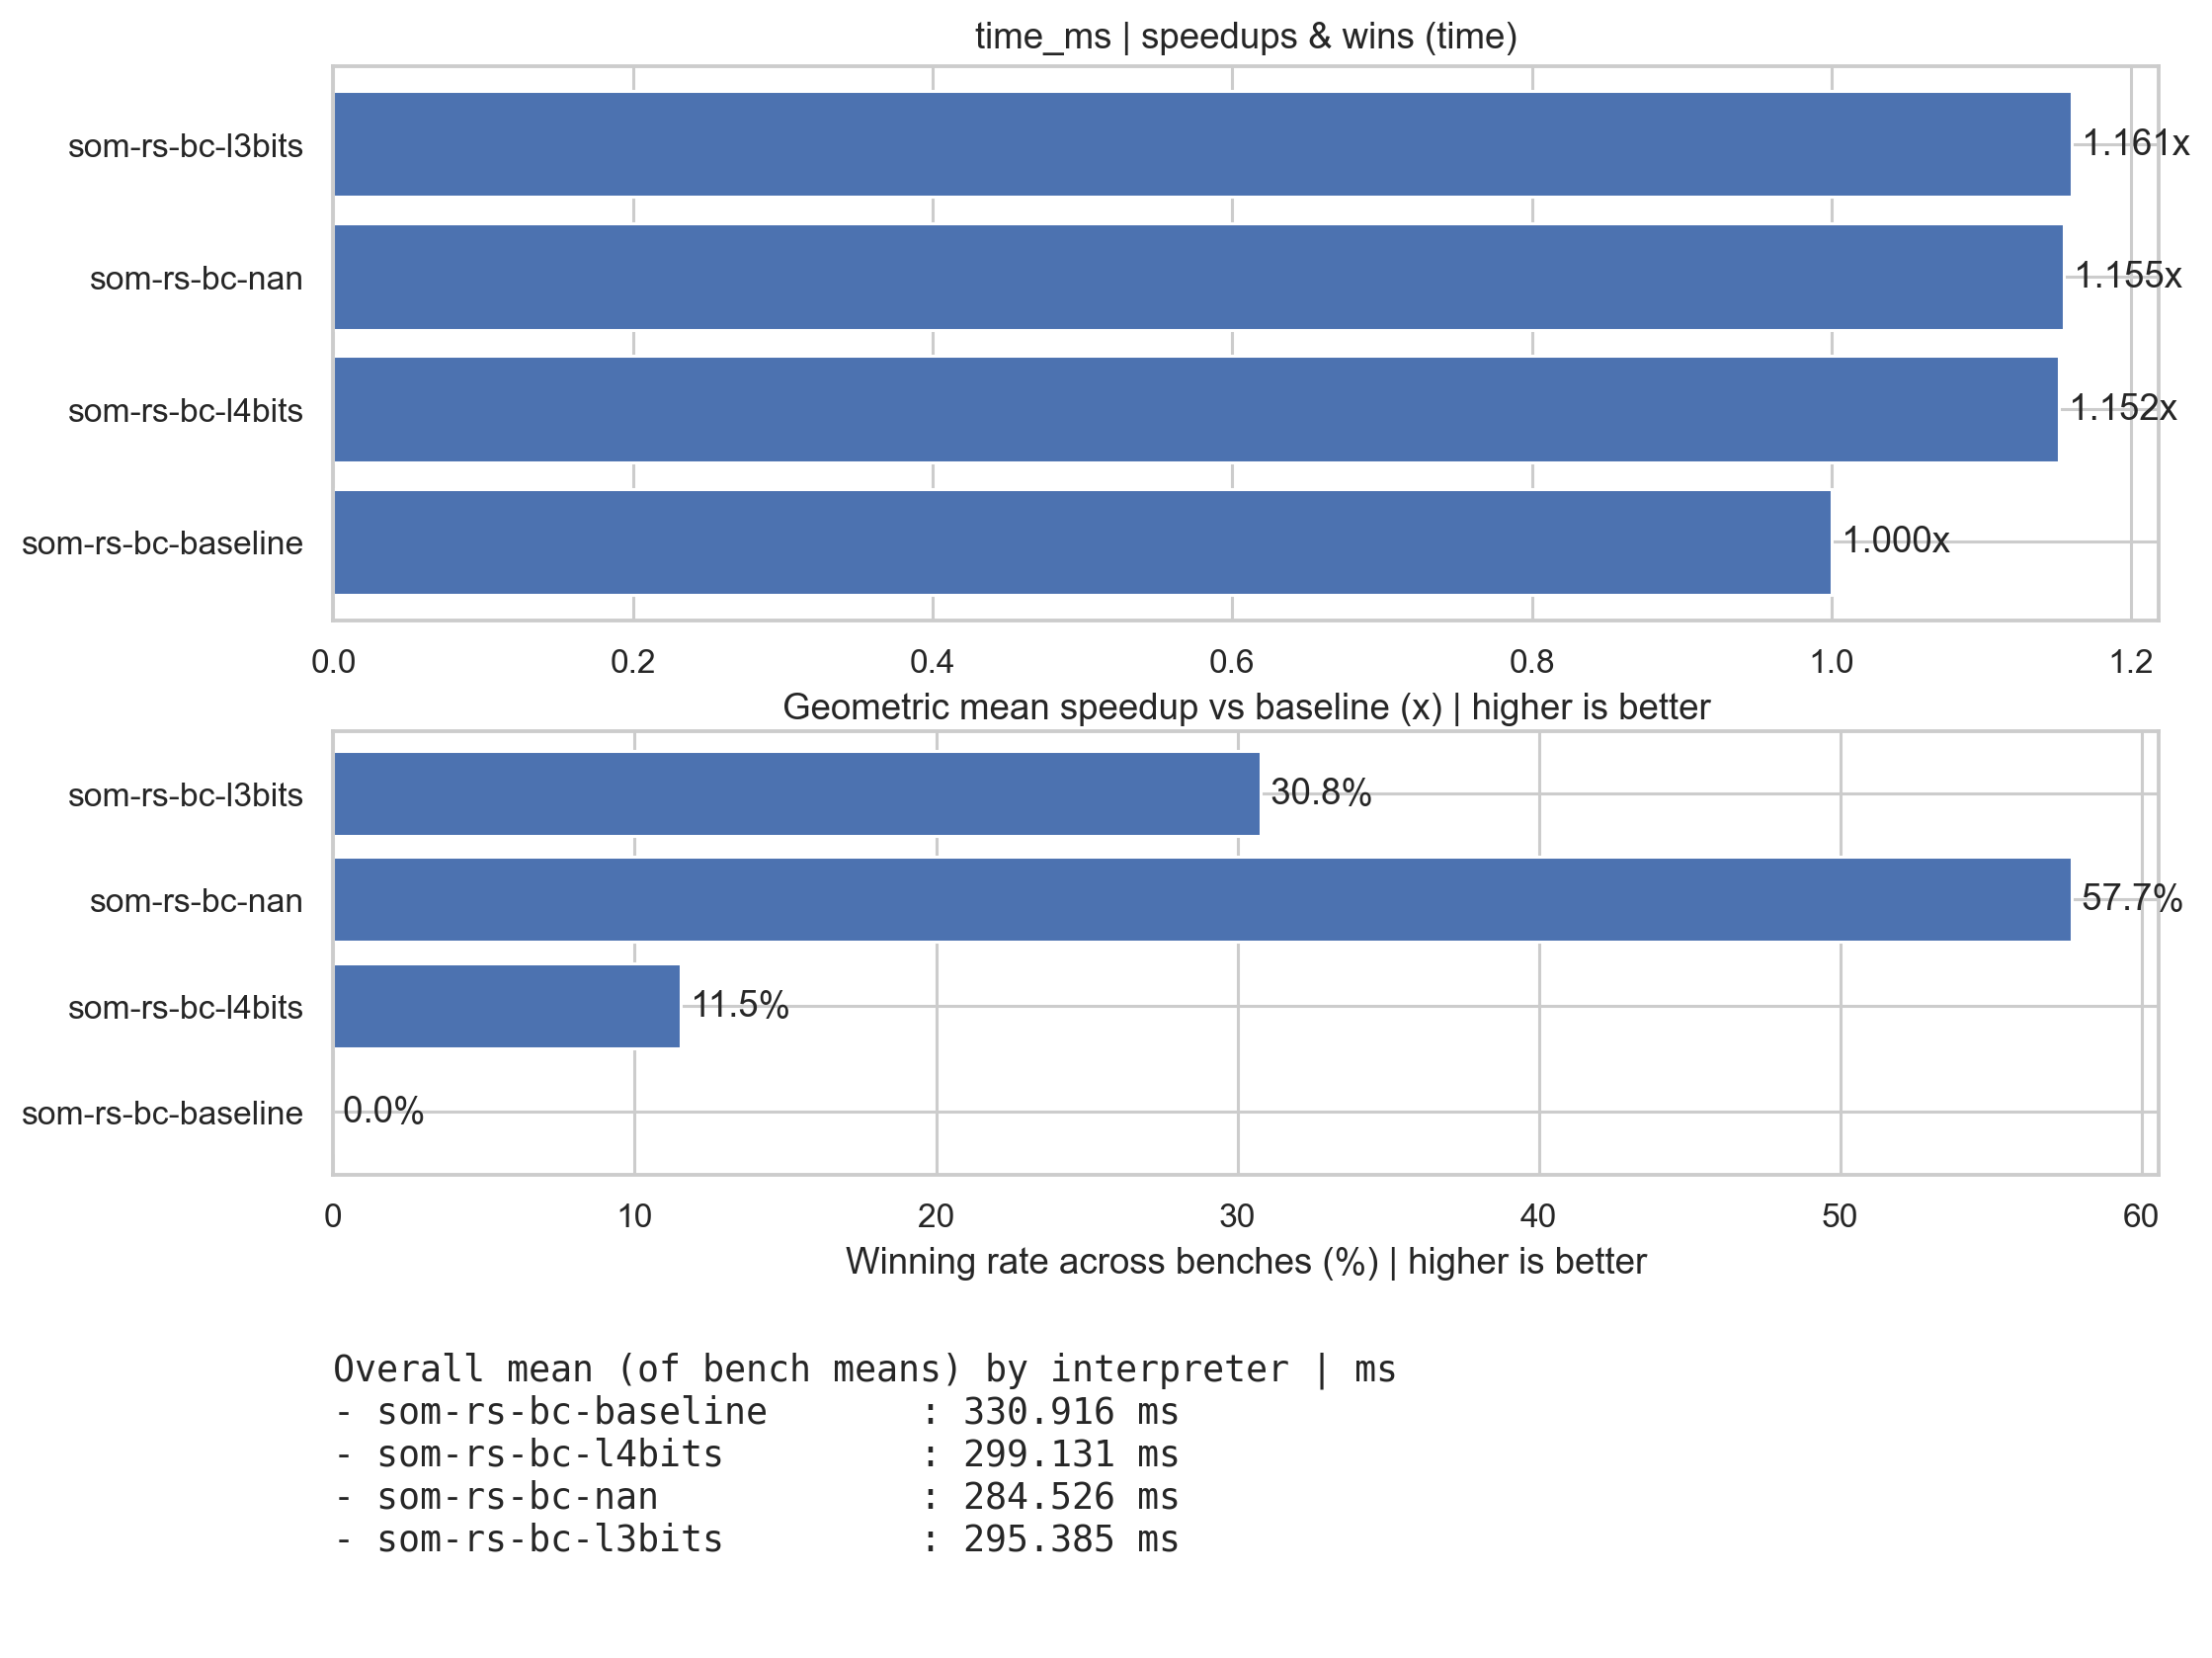 time_ms | speedups & wins (time)
som-rs-bc-l3bits
1.161x
som-rs-bc-nan
1.155x
som-rs-bc-l4bits
1.152x
som-rs-bc-baseline
1.000x
0.0 0.2 0.4 0.6 0.8 1.0 1.2
Geometric mean speedup vs baseline (x) | higher is better
som-rs-bc-l3bits
30.8%
som-rs-bc-nan
57.7%
som-rs-bc-l4bits
11.5%
som-rs-bc-baseline
0.0%
0 10 20 30 40 50 60
Winning rate across benches (%) | higher is better
Overall mean (of bench means) by interpreter | ms
- som-rs-bc-baseline : 330.916 ms
- som-rs-bc-l4bits : 299.131 ms
- som-rs-bc-nan : 284.526 ms
- som-rs-bc-l3bits : 295.385 ms